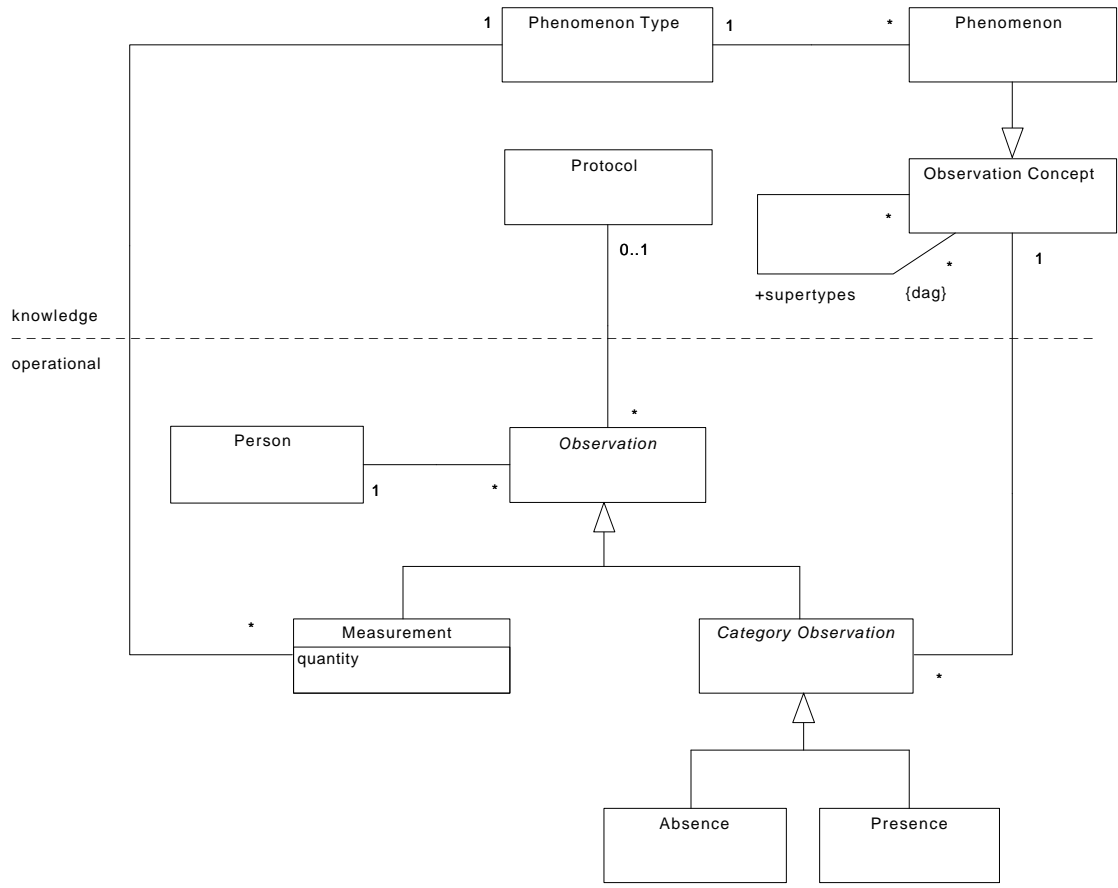 1
Phenomenon Type
1
*
Phenomenon
Protocol
Observation Concept
*
0..1
*
1
+supertypes
{dag}
knowledge
operational
*
Person
Observation
1
*
*
Measurement
quantity
Category Observation
*
Absence
Presence